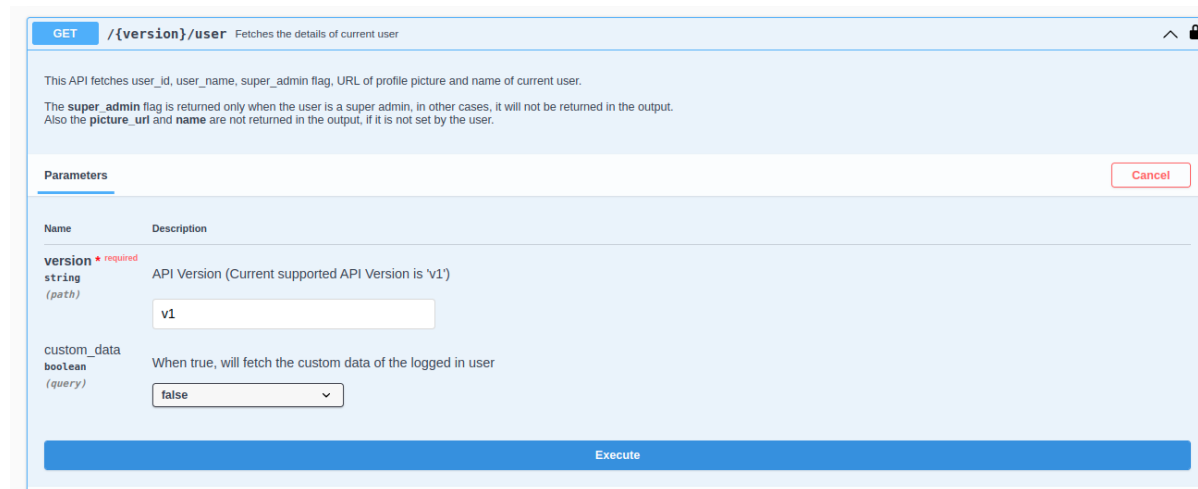 GET /{version}/user Fetches the details of current user
This API fetches user_id, user_name, super_admin flag, URL of profile picture and name of current user.
The super_admin flag is returned only when the user is a super admin, in other cases, it will not be returned in the output.
Also the picture_url and name are not returned in the output, if it is not set by the user.
Parameters
Cancel
Name Description
version * required
string
(path)
API Version (Current supported API Version is 'v1')
v1
custom_data
boolean
(query)
When true, will fetch the custom data of the logged in user
false
Execute